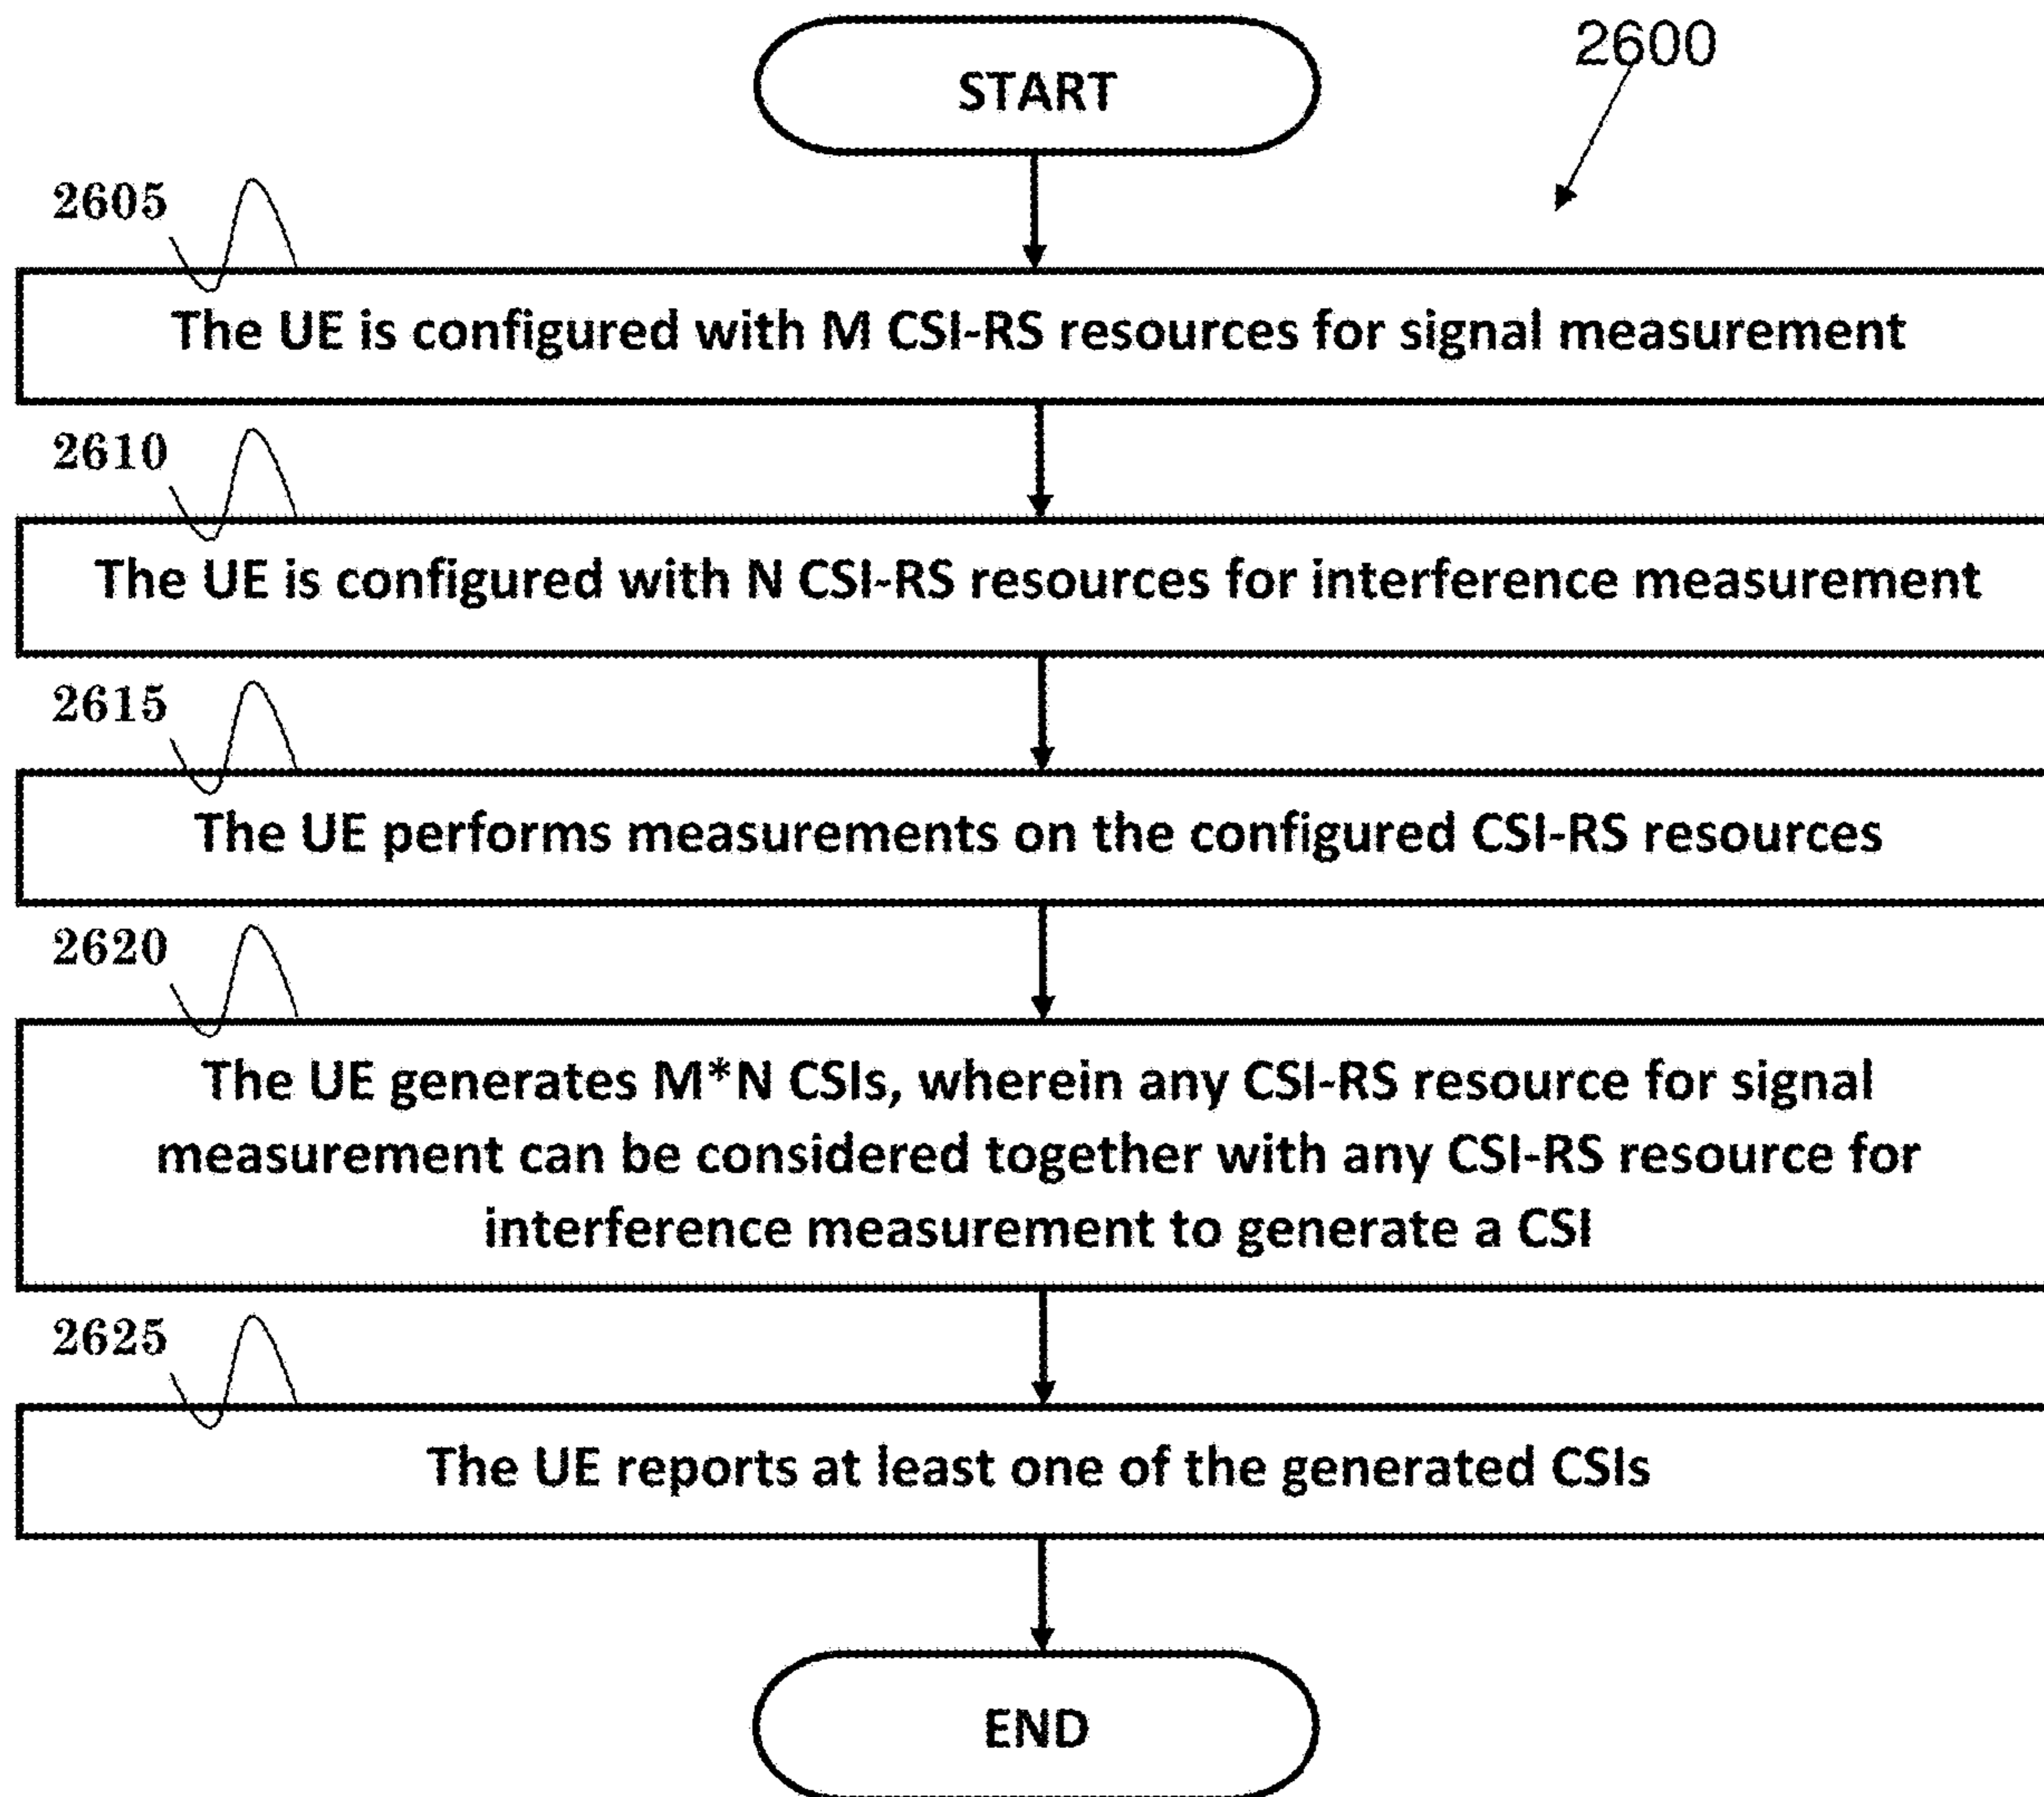 START
2600
2605
The UE is configured with M CSI-RS resources for signal measurement
2610
The UE is configured with N CSI-RS resources for interference measurement
2615
The UE performs measurements on the configured CSI-RS resources
2620
The UE generates M*N CSIs, wherein any CSI-RS resource for signal
measurement can be considered together with any CSI-RS resource for
interference measurement to generate a CSI
2625
The UE reports at least one of the generated CSIs
END